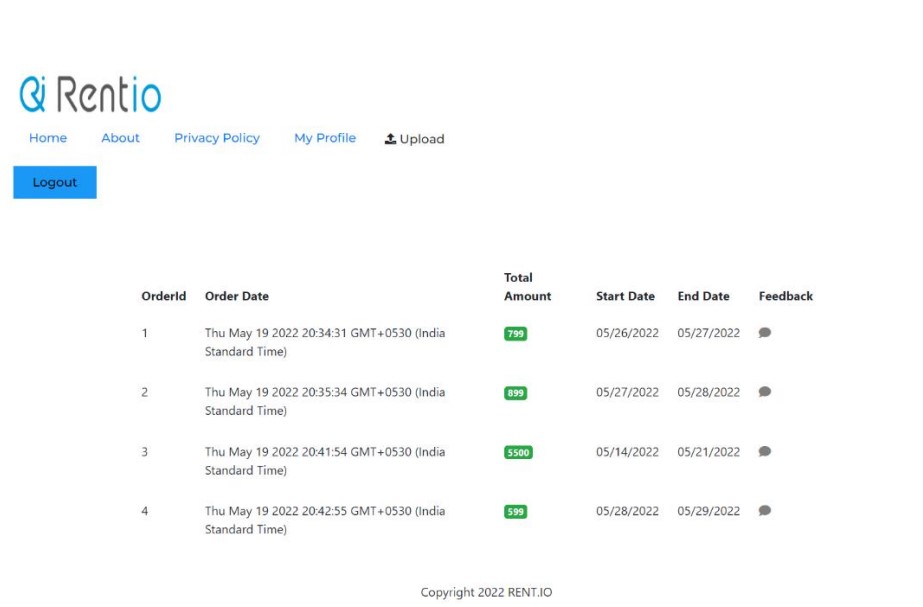 Rentio
Home About Privacy Policy My Profile Upload
Logout
Total
OrderId Order Date Amount Start Date End Date Feedback
1 Thu May 19 2022 20:34:31 GMT+0530 (India 799 05/26/2022 05/27/2022
Standard Time)
2 Thu May 19 2022 20:35:34 GMT+0530 (India 899 05/27/2022 05/28/2022
Standard Time)
3 Thu May 19 2022 20:41:54 GMT+0530 (India 5500 05/14/2022 05/21/2022
Standard Time)
4 Thu May 19 2022 20:42:55 GMT+0530 (India 599 05/28/2022 05/29/2022
Standard Time)
Copyright 2022 RENT.IO